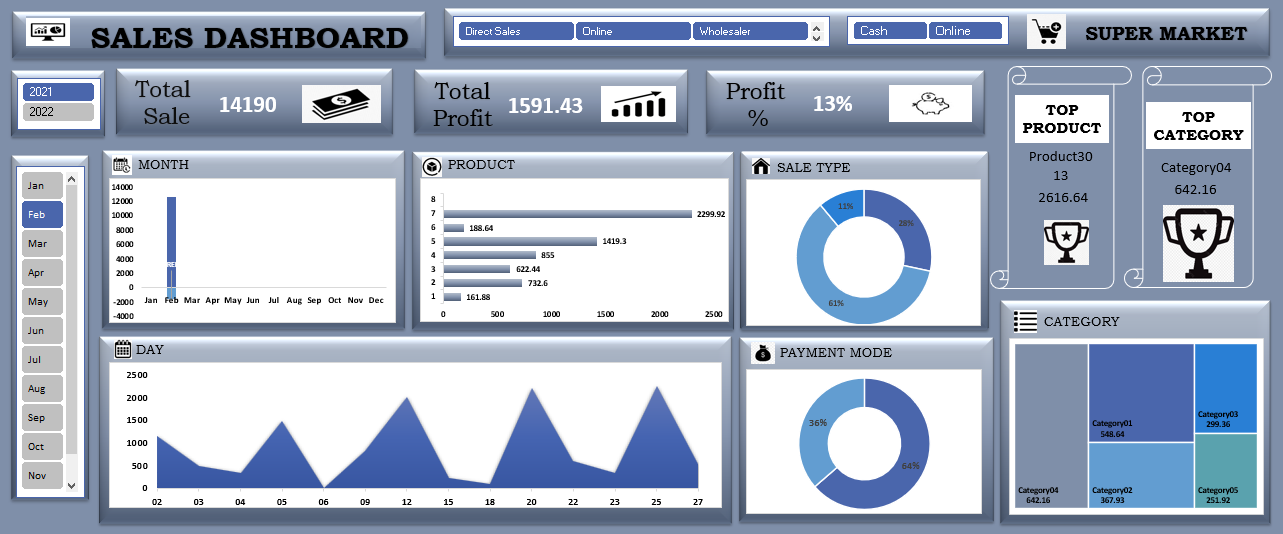 SALES DASHBOARD
Direct Sales
Online
Wholesaler
Cash
Online
SUPER MARKET
2021
2022
Total
Sale
14190
Total
Profit
1591.43
Profit
%
13%
TOP
PRODUCT
Product30
13
2616.64
TOP
CATEGORY
Category04
642.16
Jan
Feb
Mar
Apr
May
Jun
Jul
Aug
Sep
Oct
Nov
MONTH
14000
12000
10000
8000
6000
4000
2000
0
-2000
-4000
Jan Feb Mar Apr May Jun Jul Aug Sep Oct Nov Dec
PRODUCT
8
7 2299.92
6 188.64
5 1419.3
4 855
3 622.44
2 732.6
1 161.88
0 500 1000 1500 2000 2500
SALE TYPE
11%
28%
61%
DAY
2500
2000
1500
1000
500
0
02 03 04 05 06 09 12 15 18 20 22 23 25 27
PAYMENT MODE
36%
64%
CATEGORY
Category04
642.16
Category01
548.64
Category02
367.93
Category03
299.36
Category05
251.92